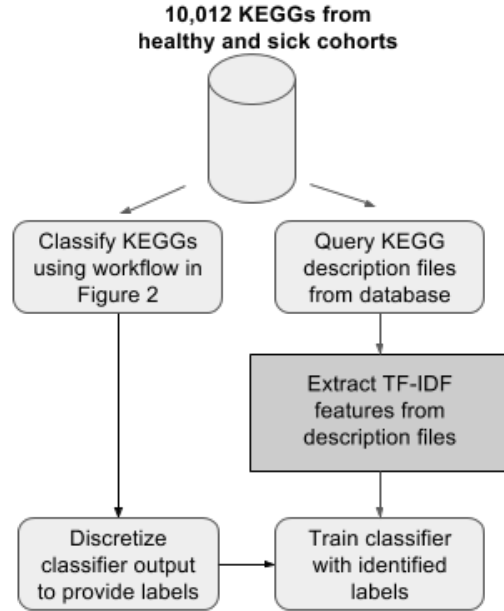 10,012 KEGGs from
healthy and sick cohorts
Classify KEGGs
using workflow in
Figure 2
Query KEGG
description files
from database
Extract TF-IDF
features from
description files
Discretize
classifier output
to provide labels
Train classifier
with identified
labels